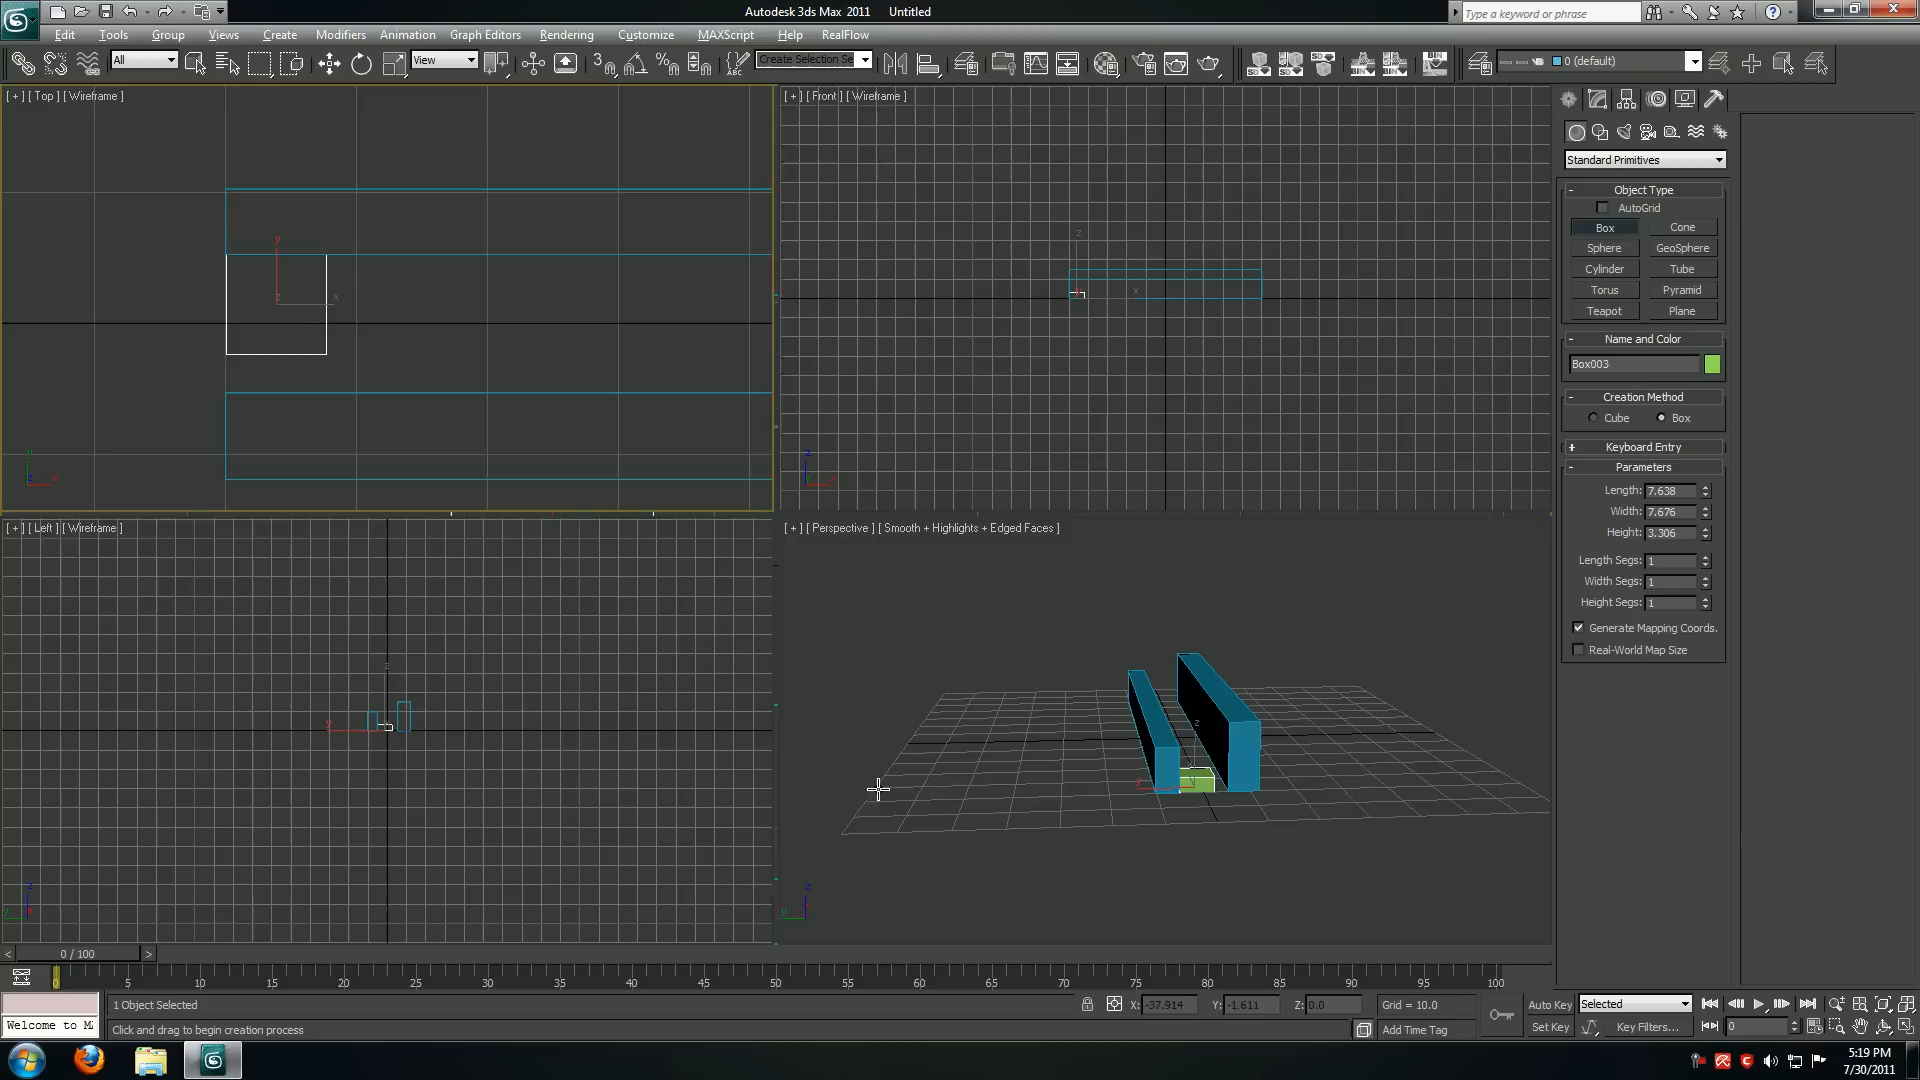 Autodesk 3ds Max 2011 Untitled
Type a keyword or phrase
Edit Tools Group Views Create Modifiers Animation Graph Editors Rendering Customize MAXScript Help RealFlow
All View Create Selection Se 0 (default)
[ + ] [ Top ] [ Wireframe ]
[ + ] [ Front ] [ Wireframe ]
Standard Primitives
- Object Type
AutoGrid
Box Cone
Sphere GeoSphere
Cylinder Tube
Torus Pyramid
Teapot Plane
- Name and Color
Box003
- Creation Method
Cube Box
+ Keyboard Entry
- Parameters
Length: 7.638
Width: 7.676
Height: 3.306
Length Segs: 1
Width Segs: 1
Height Segs: 1
Generate Mapping Coords.
Real-World Map Size
[ + ] [ Left ] [ Wireframe ]
[ + ] [ Perspective ] [ Smooth + Highlights + Edged Faces ]
< 0 / 100 >
0 5 10 15 20 25 30 35 40 45 50 55 60 65 70 75 80 85 90 95 100
1 Object Selected X: -37.914 Y: -1.611 Z: 0.0 Grid = 10.0 Auto Key Selected
Welcome to M
Click and drag to begin creation process Add Time Tag Set Key Key Filters... 0
5:19 PM
7/30/2011